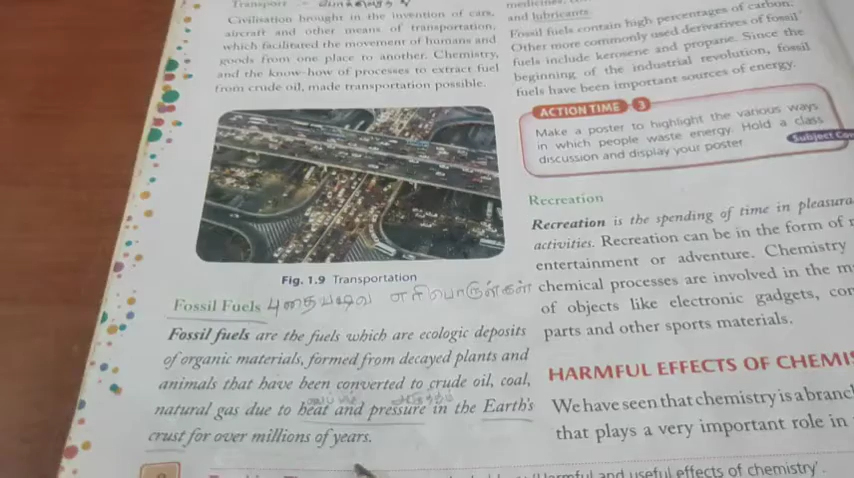 Transport -
Civilisation brought in the invention of cars,
aircraft and other means of transportation,
which facilitated the movement of humans and
goods from one place to another. Chemistry,
and the know-how of processes to extract fuel
from crude oil, made transportation possible.
Fig. 1.9 Transportation
Fossil Fuels புதைபடிவ எரிபொருள்கள்
Fossil fuels are the fuels which are ecologic deposits
of organic materials, formed from decayed plants and
animals that have been converted to crude oil, coal,
வெப்பம் அழுத்தம்
natural gas due to heat and pressure in the Earth's
crust for over millions of years.
and lubricants.
Fossil fuels contain high percentages of carbon.
Other more commonly used derivatives of fossil
fuels include kerosene and propane. Since the
beginning of the industrial revolution, fossil
fuels have been important sources of energy.
ACTION TIME 3
Make a poster to highlight the various ways
in which people waste energy. Hold a class
discussion and display your poster.
Subject
Recreation
Recreation is the spending of time in
activities. Recreation can be in the form of
entertainment or adventure. Chemistry
chemical processes are involved in the
of objects like electronic gadgets,
parts and other sports materials.
HARMFUL EFFECTS OF
We have seen that chemistry is a
that plays a very important role in
'Harmful and useful effects of chemistry'.